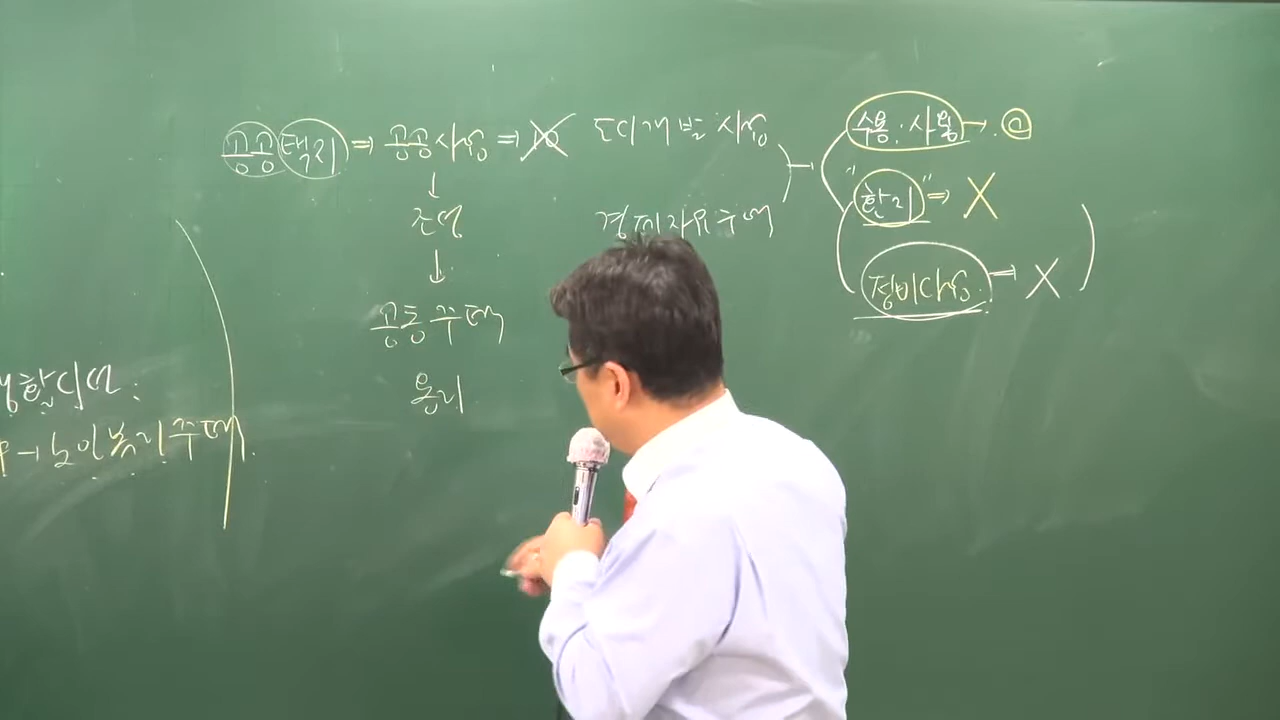 공공택지 ⇒ 공공사업 ⇒ 도시개발 사업
↓
조성
↓
공동주택
용지
경제자유구역
수용·사용 → ⓐ
"환지" ⇒ X
정비사업 ⇒ X
→ 노인복지주택.